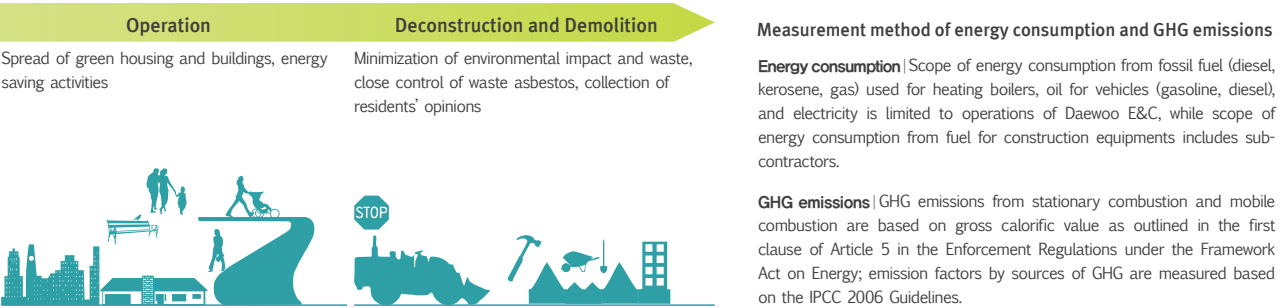 Operation
Spread of green housing and buildings, energy
saving activities
Deconstruction and Demolition
Minimization of environmental impact and waste,
close control of waste asbestos, collection of
residents’ opinions
STOP
Measurement method of energy consumption and GHG emissions
Energy consumption | Scope of energy consumption from fossil fuel (diesel,
kerosene, gas) used for heating boilers, oil for vehicles (gasoline, diesel),
and electricity is limited to operations of Daewoo E&C, while scope of
energy consumption from fuel for construction equipments includes sub-
contractors.
GHG emissions | GHG emissions from stationary combustion and mobile
combustion are based on gross calorific value as outlined in the first
clause of Article 5 in the Enforcement Regulations under the Framework
Act on Energy; emission factors by sources of GHG are measured based
on the IPCC 2006 Guidelines.